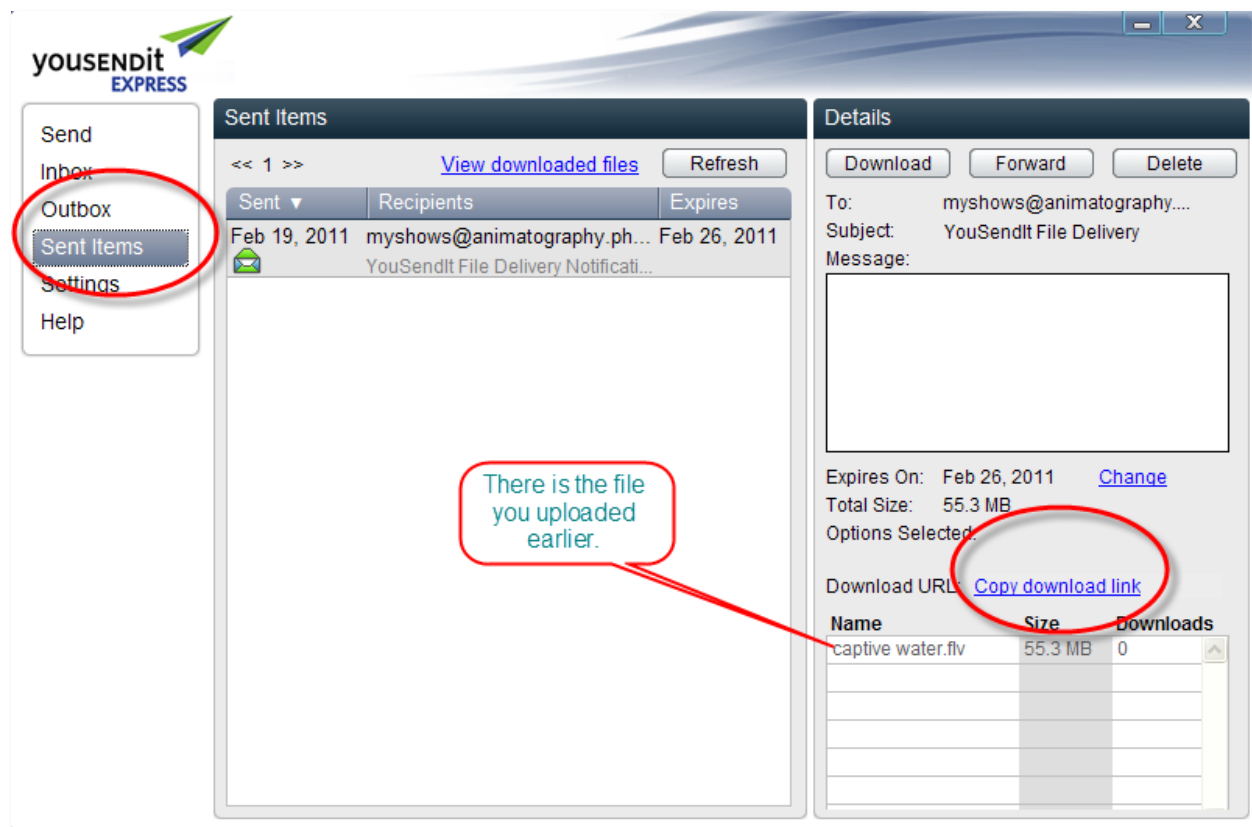 yousendit
EXPRESS
X
Send
Inbox
Outbox
Sent Items
Settings
Help
Sent Items
<< 1 >> View downloaded files Refresh
Sent ▼ Recipients Expires
Feb 19, 2011 myshows@animatography.ph... Feb 26, 2011
YouSendIt File Delivery Notificati...
There is the file
you uploaded
earlier.
Details
Download Forward Delete
To: myshows@animatography....
Subject: YouSendIt File Delivery
Message:
Expires On: Feb 26, 2011 Change
Total Size: 55.3 MB
Options Selected:
Download URL: Copy download link
Name Size Downloads
captive water.flv 55.3 MB 0